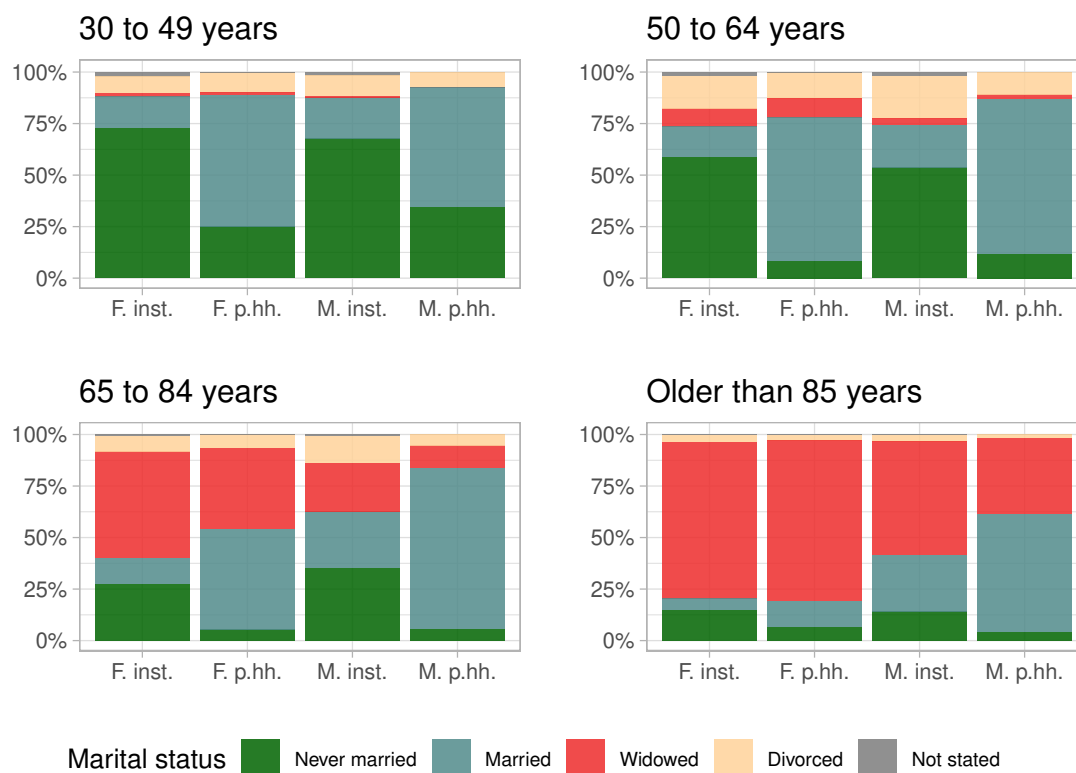 30 to 49 years
100%
75%
50%
25%
0%
F. inst. F. p.hh. M. inst. M. p.hh.
50 to 64 years
100%
75%
50%
25%
0%
F. inst. F. p.hh. M. inst. M. p.hh.
65 to 84 years
100%
75%
50%
25%
0%
F. inst. F. p.hh. M. inst. M. p.hh.
Older than 85 years
100%
75%
50%
25%
0%
F. inst. F. p.hh. M. inst. M. p.hh.
Marital status Never married Married Widowed Divorced Not stated